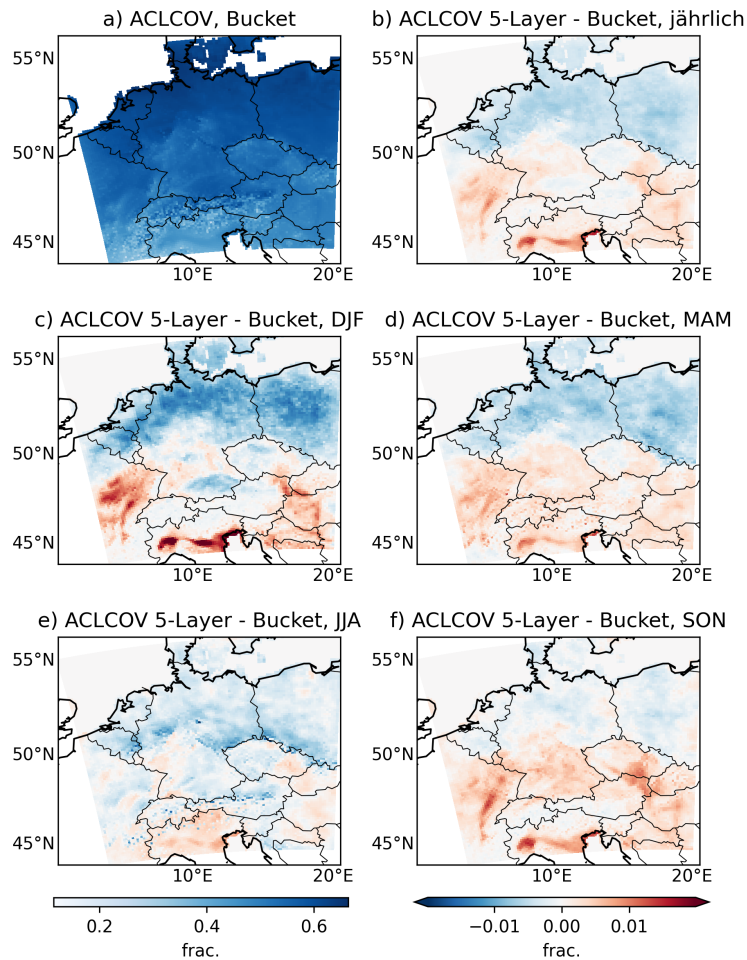 a) ACLCOV, Bucket
b) ACLCOV 5-Layer - Bucket, jährlich
55°N
50°N
45°N
10°E
20°E
55°N
50°N
45°N
10°E
20°E
c) ACLCOV 5-Layer - Bucket, DJF
d) ACLCOV 5-Layer - Bucket, MAM
55°N
50°N
45°N
10°E
20°E
55°N
50°N
45°N
10°E
20°E
e) ACLCOV 5-Layer - Bucket, JJA
f) ACLCOV 5-Layer - Bucket, SON
55°N
50°N
45°N
10°E
20°E
55°N
50°N
45°N
10°E
20°E
0.2 0.4 0.6
frac.
−0.01 0.00 0.01
frac.